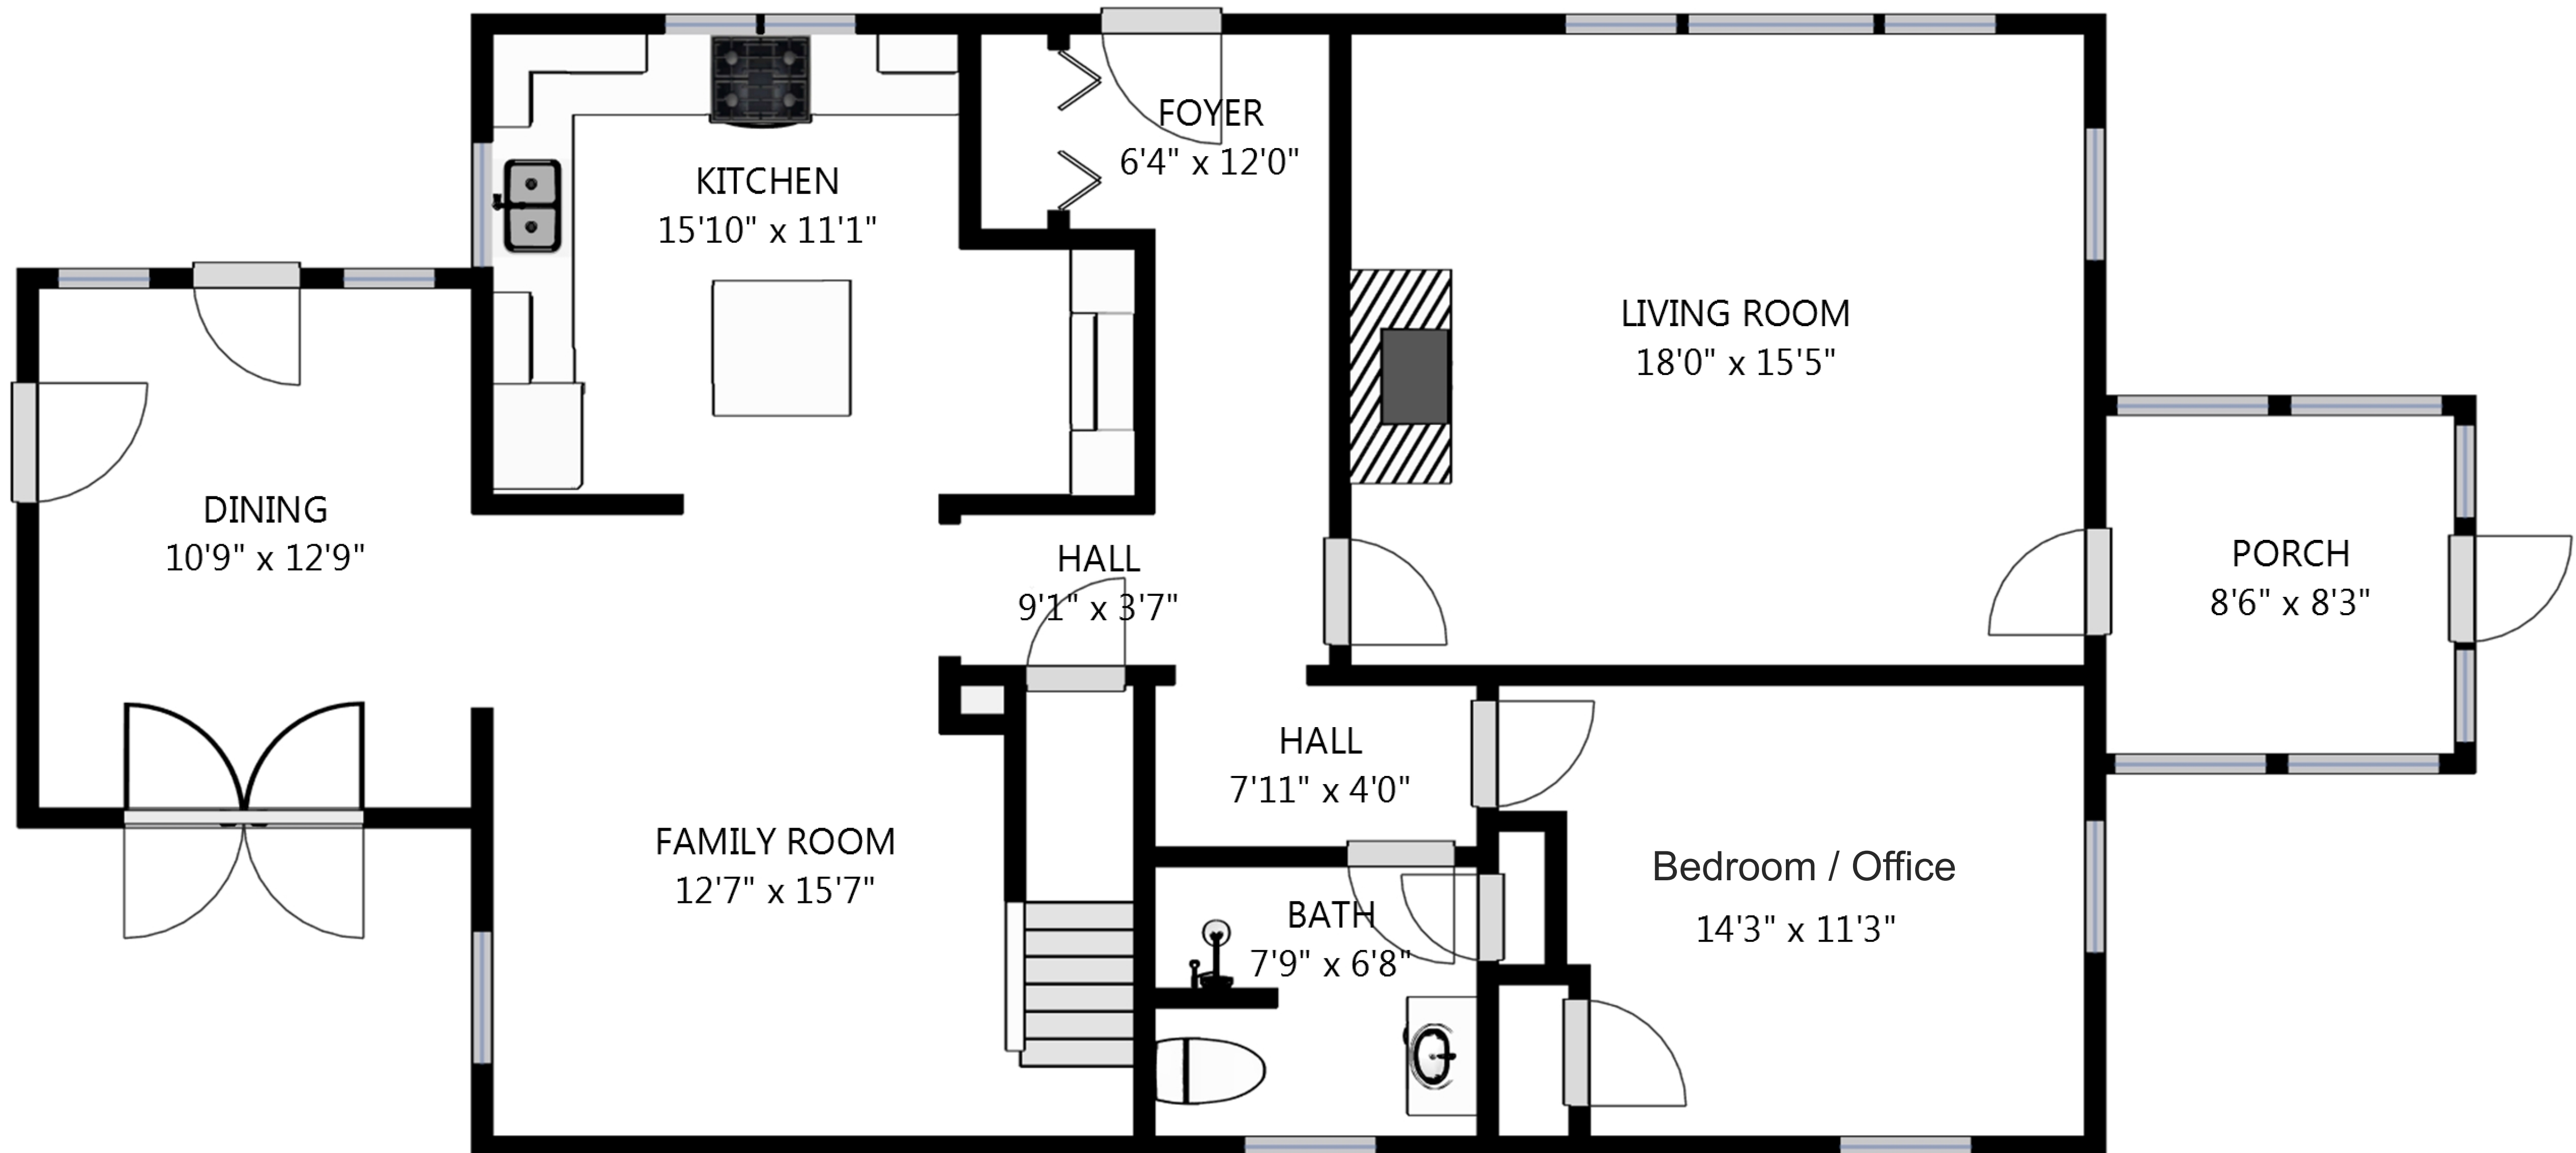 FOYER
6'4" x 12'0"
KITCHEN
15'10" x 11'1"
LIVING ROOM
18'0" x 15'5"
DINING
10'9" x 12'9"
HALL
9'1" x 3'7"
PORCH
8'6" x 8'3"
HALL
7'11" x 4'0"
FAMILY ROOM
12'7" x 15'7"
Bedroom / Office
14'3" x 11'3"
BATH
7'9" x 6'8"